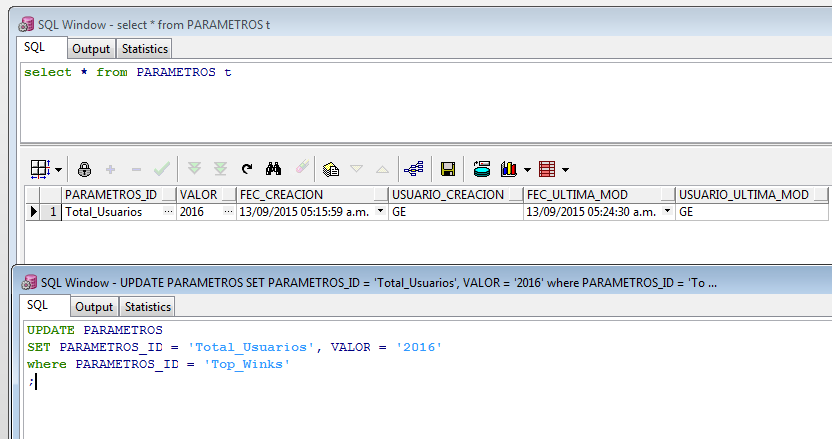 SQL Window - select * from PARAMETROS t
SQL Output Statistics
select * from PARAMETROS t
PARAMETROS_ID VALOR FEC_CREACION USUARIO_CREACION FEC_ULTIMA_MOD USUARIO_ULTIMA_MOD
1 Total_Usuarios ... 2016 ... 13/09/2015 05:15:59 a.m. GE 13/09/2015 05:24:30 a.m. GE
SQL Window - UPDATE PARAMETROS SET PARAMETROS_ID = 'Total_Usuarios', VALOR = '2016' where PARAMETROS_ID = 'To ...
SQL Output Statistics
UPDATE PARAMETROS
SET PARAMETROS_ID = 'Total_Usuarios', VALOR = '2016'
where PARAMETROS_ID = 'Top_Winks'
;